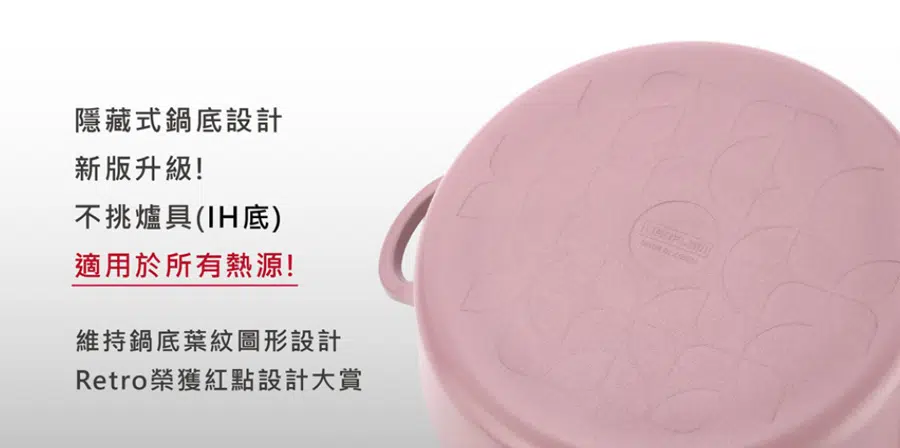 隱藏式鍋底設計
新版升級!
不挑爐具(IH底)
適用於所有熱源!
維持鍋底葉紋圖形設計
Retro榮獲紅點設計大賞